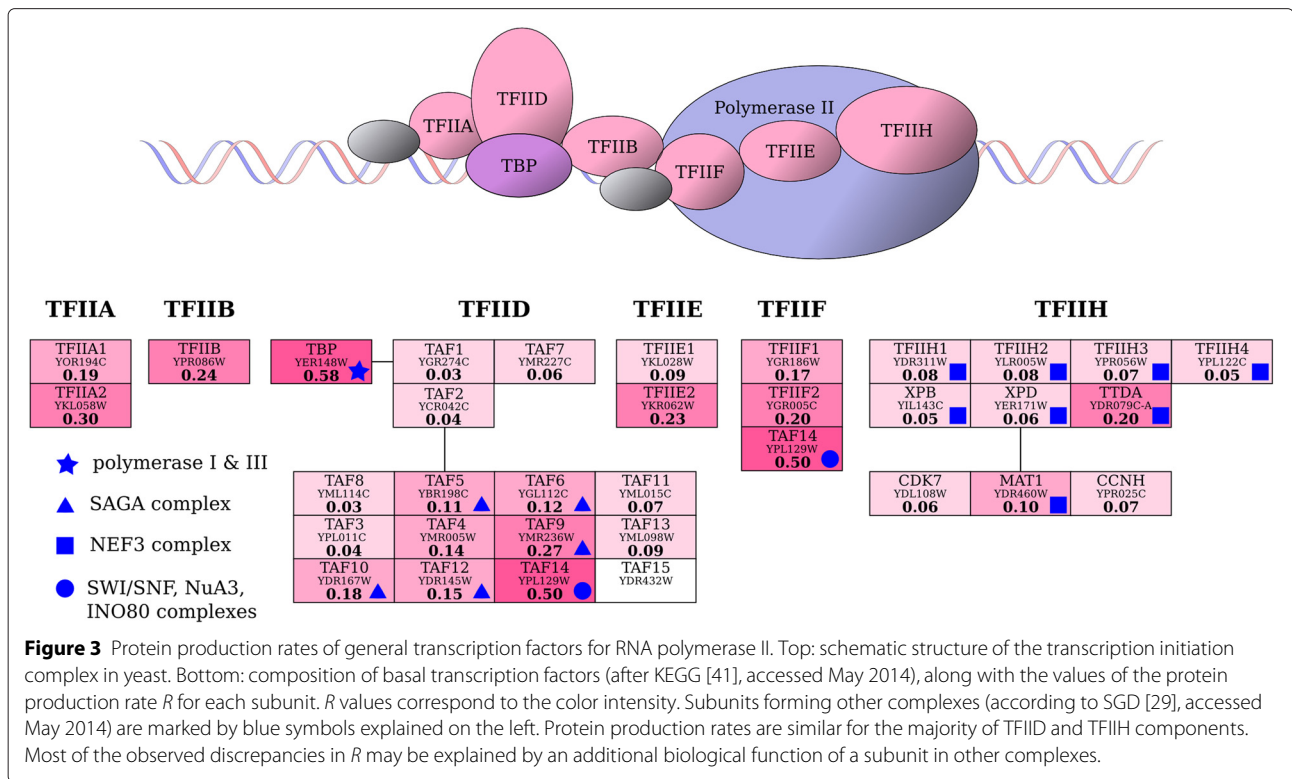 TFIID
Polymerase II
TFIIA
TFIIH
TFIIB
TFIIE
TBP
TFIIF
TFIIA
TFIIB
TFIID
TFIIE
TFIIF
TFIIH
TFIIA1
YOR194C
0.19
TFIIA2
YKL058W
0.30
TFIIB
YPR086W
0.24
TBP
YER148W
0.58
TAF1
YGR274C
0.03
TAF7
YMR227C
0.06
TAF2
YCR042C
0.04
TAF8
YML114C
0.03
TAF5
YBR198C
0.11
TAF6
YGL112C
0.12
TAF11
YML015C
0.07
TAF3
YPL011C
0.04
TAF4
YMR005W
0.14
TAF9
YMR236W
0.27
TAF13
YML098W
0.09
TAF10
YDR167W
0.18
TAF12
YDR145W
0.15
TAF14
YPL129W
0.50
TAF15
YDR432W
TFIIE1
YKL028W
0.09
TFIIE2
YKR062W
0.23
TFIIF1
YGR186W
0.17
TFIIF2
YGR005C
0.20
TAF14
YPL129W
0.50
TFIIH1
YDR311W
0.08
TFIIH2
YLR005W
0.08
TFIIH3
YPR056W
0.07
TFIIH4
YPL122C
0.05
XPB
YIL143C
0.05
XPD
YER171W
0.06
TTDA
YDR079C-A
0.20
CDK7
YDL108W
0.06
MAT1
YDR460W
0.10
CCNH
YPR025C
0.07
polymerase I & III
SAGA complex
NEF3 complex
SWI/SNF, NuA3,
INO80 complexes
Figure 3 Protein production rates of general transcription factors for RNA polymerase II. Top: schematic structure of the transcription initiation
complex in yeast. Bottom: composition of basal transcription factors (after KEGG [41], accessed May 2014), along with the values of the protein
production rate R for each subunit. R values correspond to the color intensity. Subunits forming other complexes (according to SGD [29], accessed
May 2014) are marked by blue symbols explained on the left. Protein production rates are similar for the majority of TFIID and TFIIH components.
Most of the observed discrepancies in R may be explained by an additional biological function of a subunit in other complexes.